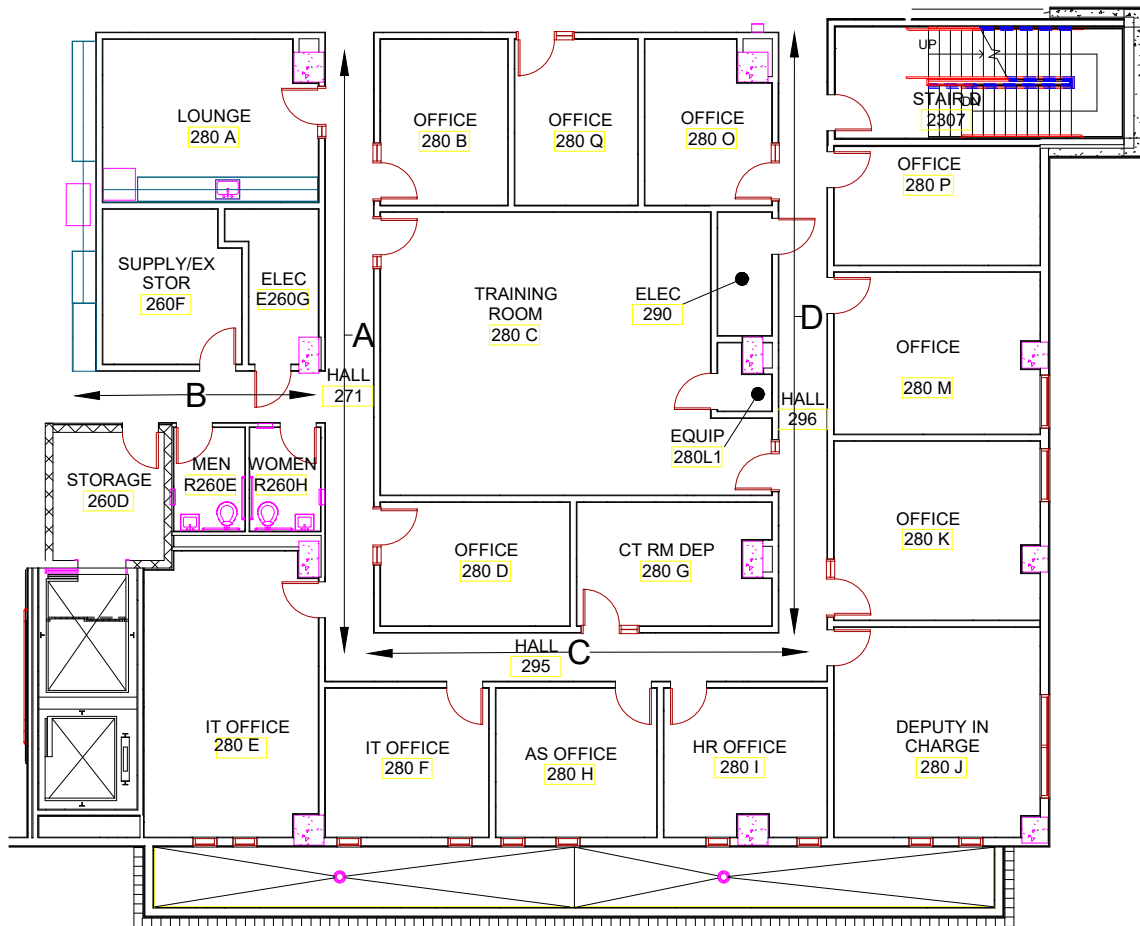 UP
STAIR D
DN
2307
LOUNGE
280 A
OFFICE
280 B
OFFICE
280 Q
OFFICE
280 O
OFFICE
280 P
SUPPLY/EX
STOR
260F
ELEC
E260G
TRAINING
ROOM
280 C
ELEC
290
A
D
OFFICE
280 M
B
HALL
271
HALL
296
EQUIP
280L1
STORAGE
260D
MEN
R260E
WOMEN
R260H
OFFICE
280 K
OFFICE
280 D
CT RM DEP
280 G
HALL
295
C
IT OFFICE
280 E
IT OFFICE
280 F
AS OFFICE
280 H
HR OFFICE
280 I
DEPUTY IN
CHARGE
280 J